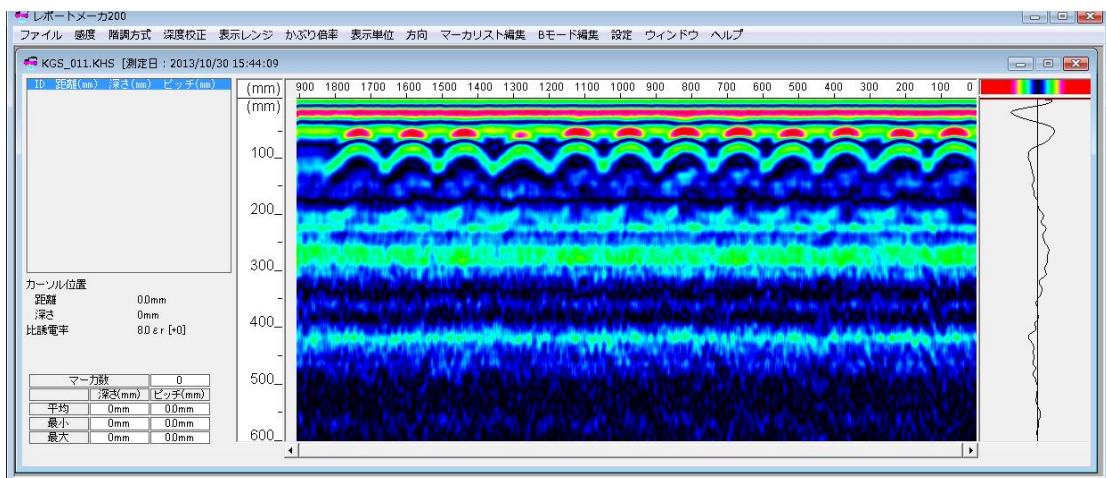 レポートメーカ200
ファイル 感度 階調方式 深度校正 表示レンジ かぶり倍率 表示単位 方向 マーカリスト編集 Bモード編集 設定 ウィンドウ ヘルプ
KGS_011.KHS [測定日 : 2013/10/30 15:44:09
ID 距離(mm) 深さ(mm) ピッチ(mm)
(mm) 900 1800 1700 1600 1500 1400 1300 1200 1100 1000 900 800 700 600 500 400 300 200 100 0
(mm)
100
200
300
400
500
600
カーソル位置
距離 0.0mm
深さ 0mm
比誘電率 8.0 ε r [+0]
マーカ数 0
深さ(mm) ピッチ(mm)
平均 0mm 0.0mm
最小 0mm 0.0mm
最大 0mm 0.0mm